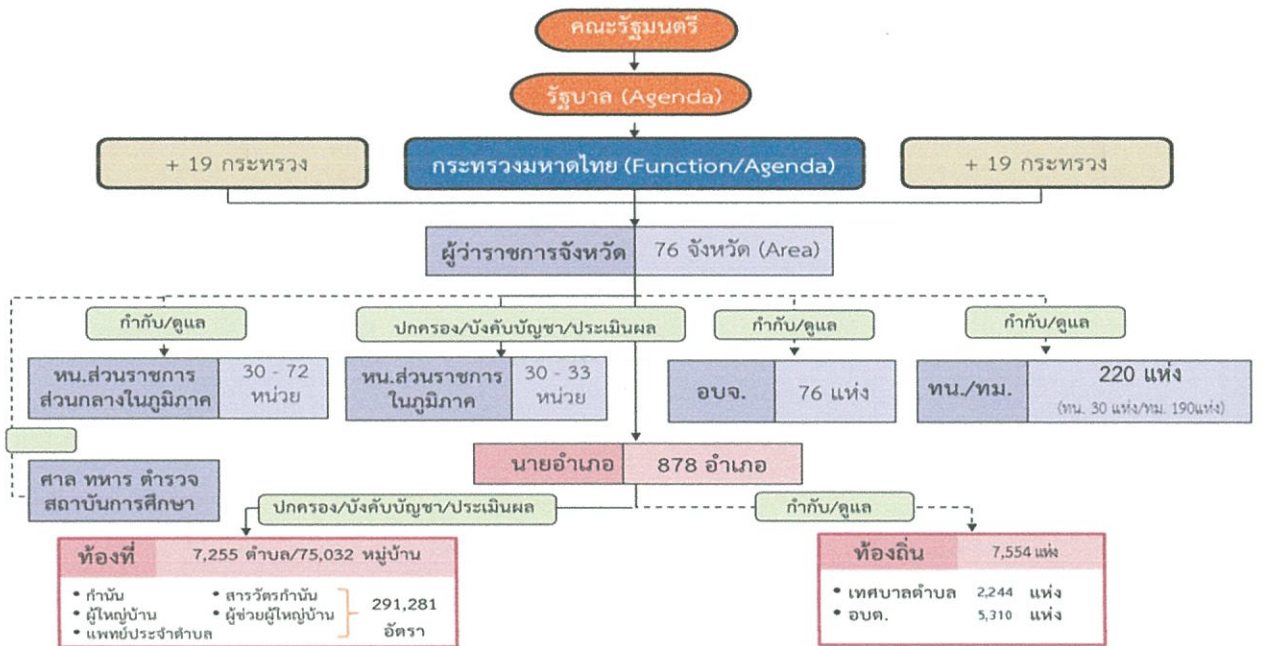 คณะรัฐมนตรี
รัฐบาล (Agenda)
+ 19 กระทรวง
กระทรวงมหาดไทย (Function/Agenda)
+ 19 กระทรวง
ผู้ว่าราชการจังหวัด
76 จังหวัด (Area)
กำกับ/ดูแล
ปกครอง/บังคับบัญชา/ประเมินผล
กำกับ/ดูแล
กำกับ/ดูแล
หน.ส่วนราชการ
ส่วนกลางในภูมิภาค
30 - 72
หน่วย
หน.ส่วนราชการ
ในภูมิภาค
30 - 33
หน่วย
อบจ.
76 แห่ง
ทน./ทม.
220 แห่ง
(ทน. 30 แห่ง/ทม. 190แห่ง)
ศาล ทหาร ตำรวจ
สถาบันการศึกษา
นายอำเภอ
878 อำเภอ
ปกครอง/บังคับบัญชา/ประเมินผล
กำกับ/ดูแล
ท้องที่
7,255 ตำบล/75,032 หมู่บ้าน
• กำนัน
• ผู้ใหญ่บ้าน
• แพทย์ประจำตำบล
• สารวัตรกำนัน
• ผู้ช่วยผู้ใหญ่บ้าน
291,281
อัตรา
ท้องถิ่น
7,554 แห่ง
• เทศบาลตำบล 2,244 แห่ง
• อบต. 5,310 แห่ง